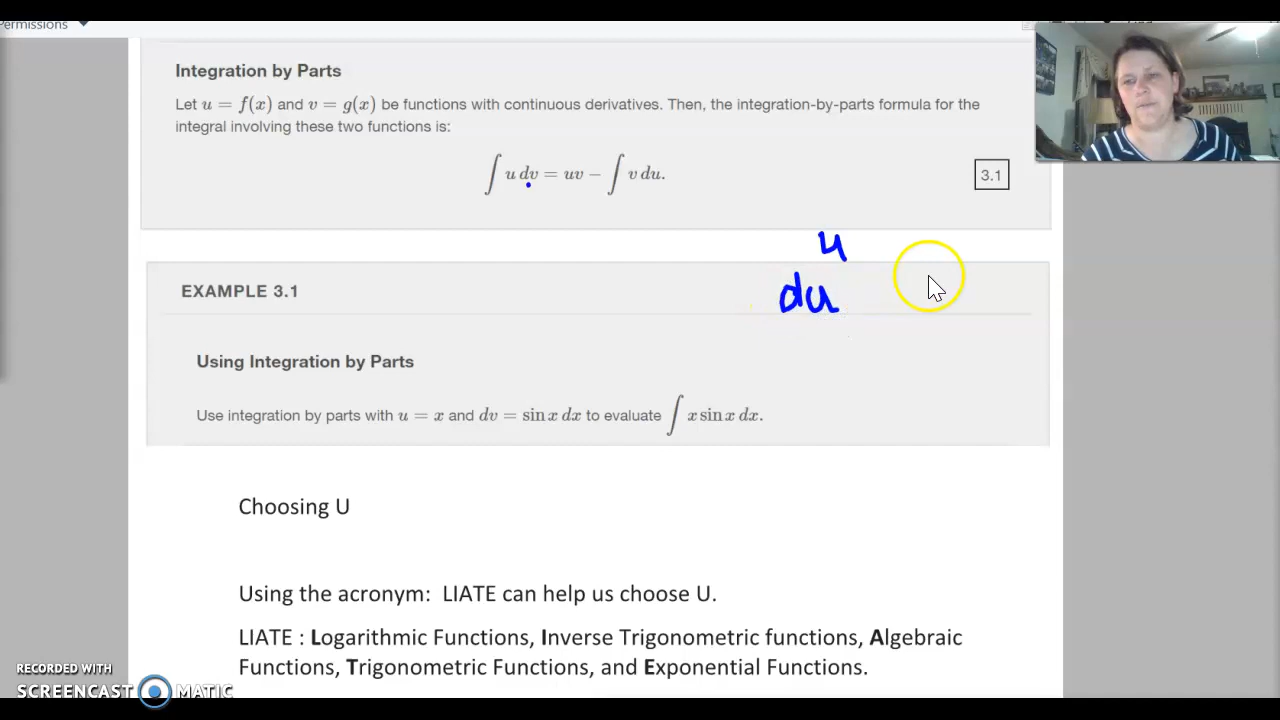 Permissions
Integration by Parts
Let u = f(x) and v = g(x) be functions with continuous derivatives. Then, the integration-by-parts formula for the
integral involving these two functions is:
∫ u dv = uv − ∫ v du.
3.1
u
du
EXAMPLE 3.1
Using Integration by Parts
Use integration by parts with u = x and dv = sin x dx to evaluate ∫ x sin x dx.
Choosing U
Using the acronym: LIATE can help us choose U.
LIATE : Logarithmic Functions, Inverse Trigonometric functions, Algebraic
Functions, Trigonometric Functions, and Exponential Functions.
RECORDED WITH
SCREENCAST MATIC